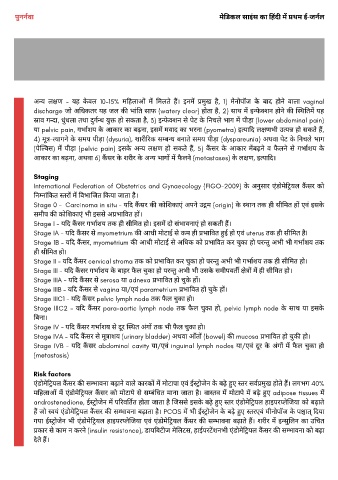 पुनर्नवा
मेडिकल साइंस का हिंदी में प्रथम ई-जर्नल
अन्य लक्षण – यह केवल 10-15% महिलाओं में मिलते हैं। इनमें प्रमुख है, 1) मेनोपॉज के बाद होने वाला vaginal
discharge जो अधिकतर यह जल की भांति साफ (watery clear) होता है, 2) साथ में इन्फेक्शन होने की स्थितिमें यह
स्राव गन्दा, धुंधला तथा दुर्गन्ध युक्त हो सकता है, 5) इन्फेक्शन से पेट के निचले भाग में पीड़ा (lower abdominal pain)
या pelvic pain, गर्भाशय के आकार का बढ़ना, इसमें मवाद का भरना (pyometra) इत्यादि लक्षणभी उत्पन्न हो सकते हैं,
4) मूत्र-त्यागने के समय पीड़ा (dysuria), शारीरिक सम्बन्ध बनाते समय पीड़ा (dyspareunia) अथवा पेट के निचले भाग
(पेल्विस) में पीड़ा (pelvic pain) इसके अन्य लक्षण हो सकते हैं, 5) कैंसर के आकार मेंबढ़ने व फैलने से गर्भाशय के
आकार का बढ़ना, अथवा 6) कैंसर के शरीर के अन्य भागों में फैलने (metastases) के लक्षण, इत्यादि।
Staging
International Federation of Obstetrics and Gynaecology (FIGO-2009) के अनुसार एंडोमेट्रियल कैंसर को
निम्नांकित स्तरों में विभाजित किया जाता है।
Stage 0 – Carcinoma in situ - यदि कैंसर की कोशिकाएं अपने उद्गम (origin) के स्थान तक ही सीमित हों एवं इसके
समीप की कोशिकाएं भी इससे अप्रभावित हों।
Stage I – यदि कैंसर गर्भाशय तक ही सीमित हो। इसमें दो संभावनाएं हो सकती हैं।
Stage IA - यदि कैंसर से myometrium की आधी मोटाई से कम ही प्रभावित हुई हो एवं uterus तक ही सीमित है।
Stage IB - यदि कैंसर, myometrium की आधी मोटाई से अधिक को प्रभावित कर चुका हो परन्तु अभी भी गर्भाशय तक
ही सीमित हो।
Stage II – यदि कैंसर cervical stroma तक को प्रभावित कर चुका हो परन्तु अभी भी गर्भाशय तक ही सीमित हो।
Stage III - यदि कैंसर गर्भाशय के बाहर फैल चुका हो परन्तु अभी भी उसके समीपवर्ती क्षेत्रों में ही सीमित हो।
Stage IIIA – यदि कैंसर से serosa या adnexa प्रभावित हो चुके हों।
Stage IIIB – यदि कैंसर से vagina या/एवं parametrium प्रभावित हो चुके हों।
Stage IIIC1 - यदि कैंसर pelvic lymph node तक फैल चुका हो।
Stage IIIC2 – यदि कैंसर para-aortic lymph node तक फैल चुका हो, pelvic lymph node के साथ या इसके
बिना।
Stage IV – यदि कैंसर गर्भाशय से दूर स्थित अंगों तक भी फैल चुका हो।
Stage IVA – यदि कैंसर से मूत्राशय (urinary bladder) अथवा आँतों (bowel) की mucosa प्रभावित हो चुकी हो।
Stage IVB - यदि कैंसर abdominal cavity या/एवं inguinal lymph nodes या/एवं दूर के अंगों में फैल चुका हो
(metastasis)
Risk factors
एंडोमेट्रियल कैंसर की सम्भावना बढ़ाने वाले कारकों में मोटापा एवं ईस्ट्रोजेन के बढ़े हुए स्तर सर्वप्रमुख होते हैं। लगभग 40%
महिलाओं में एंडोमेट्रियल कैंसर को मोटापे से सम्बंधित माना जाता है। वास्तव में मोटापे में बढ़े हुए adipose tissues में
androstenedione, ईस्ट्रोजेन में परिवर्तित होता जाता है जिससे इसके बढ़े हुए स्तर एंडोमेट्रियल हाइपरप्लेजिया को बढ़ाते
हैं जो स्वयं एंडोमेट्रियल कैंसर की सम्भावना बढ़ाता है। PCOS में भी ईस्ट्रोजेन के बढ़े हुए स्तरएवं मीनोपॉज के पश्चात् दिया
गया ईस्ट्रोजेन भी एंडोमेट्रियल हाइपरप्लेजिया एवं एंडोमेट्रियल कैंसर की सम्भावना बढ़ाते हैं। शरीर में इन्सुलिन का उचित
प्रकार से काम न करने (insulin resistance), डायबिटीज मेलिटस, हाईपरटेंशनभी एंडोमेट्रियल कैंसर की सम्भावना को बढ़ा
देते हैं।